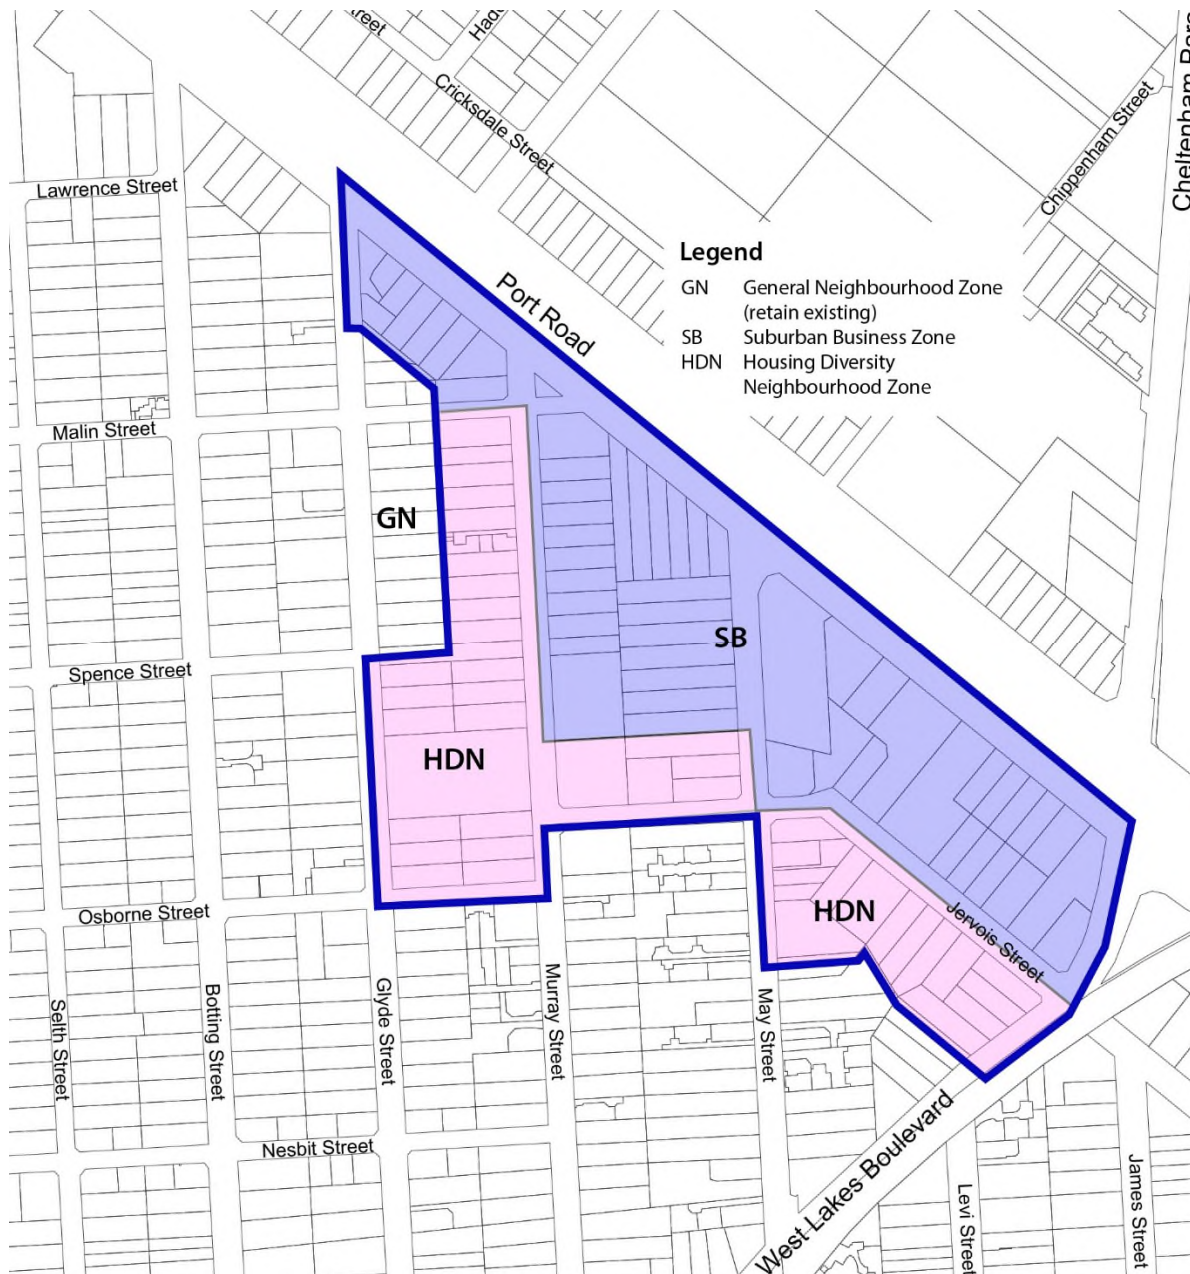 Street
Cricksdale Street
Chippenham Street
Lawrence Street
Legend
GN General Neighbourhood Zone
(retain existing)
SB Suburban Business Zone
HDN Housing Diversity
Neighbourhood Zone
Port Road
Malin Street
GN
SB
Spence Street
HDN
HDN
Osborne Street
Jervois Street
Selth Street
Botting Street
Glyde Street
Murray Street
May Street
Nesbit Street
West Lakes Boulevard
Levi Street
James Street